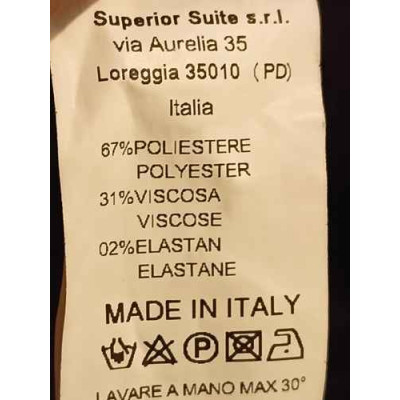 Superior Suite s.r.l.
via Aurelia 35
Loreggia 35010 (PD)
Italia
67%POLIESTERE
POLYESTER
31%VISCOSA
VISCOSE
02%ELASTAN
ELASTANE
MADE IN ITALY
P
LAVARE A MANO MAX 30°